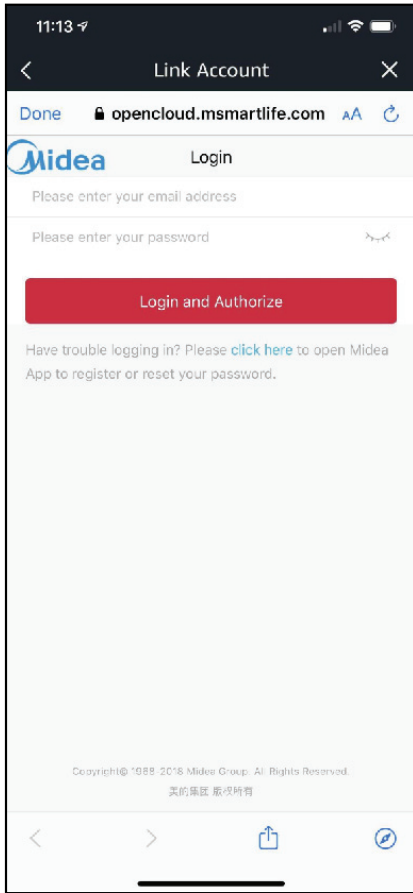 11:13
Link Account
Done opencloud.msmartlife.com AA
Midea Login
Please enter your email address
Please enter your password
Login and Authorize
Have trouble logging in? Please click here to open Midea
App to register or reset your password.
Copyright© 1988-2018 Midea Group. All Rights Reserved.
美的集团 版权所有